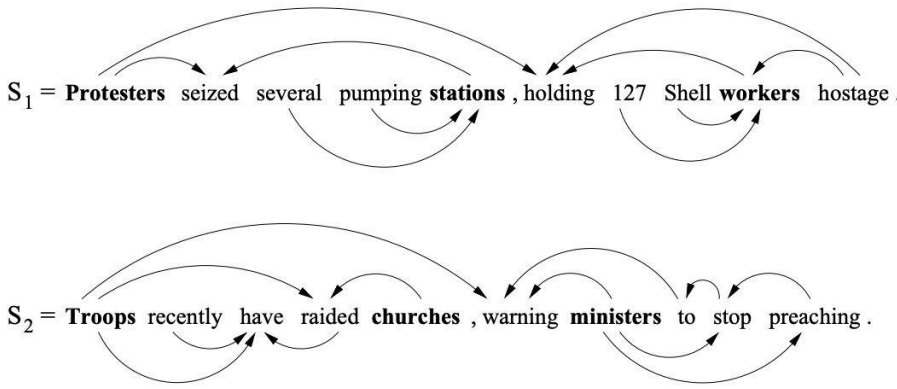 S1 = Protesters seized several pumping stations , holding 127 Shell workers hostage .
S2 = Troops recently have raided churches , warning ministers to stop preaching .